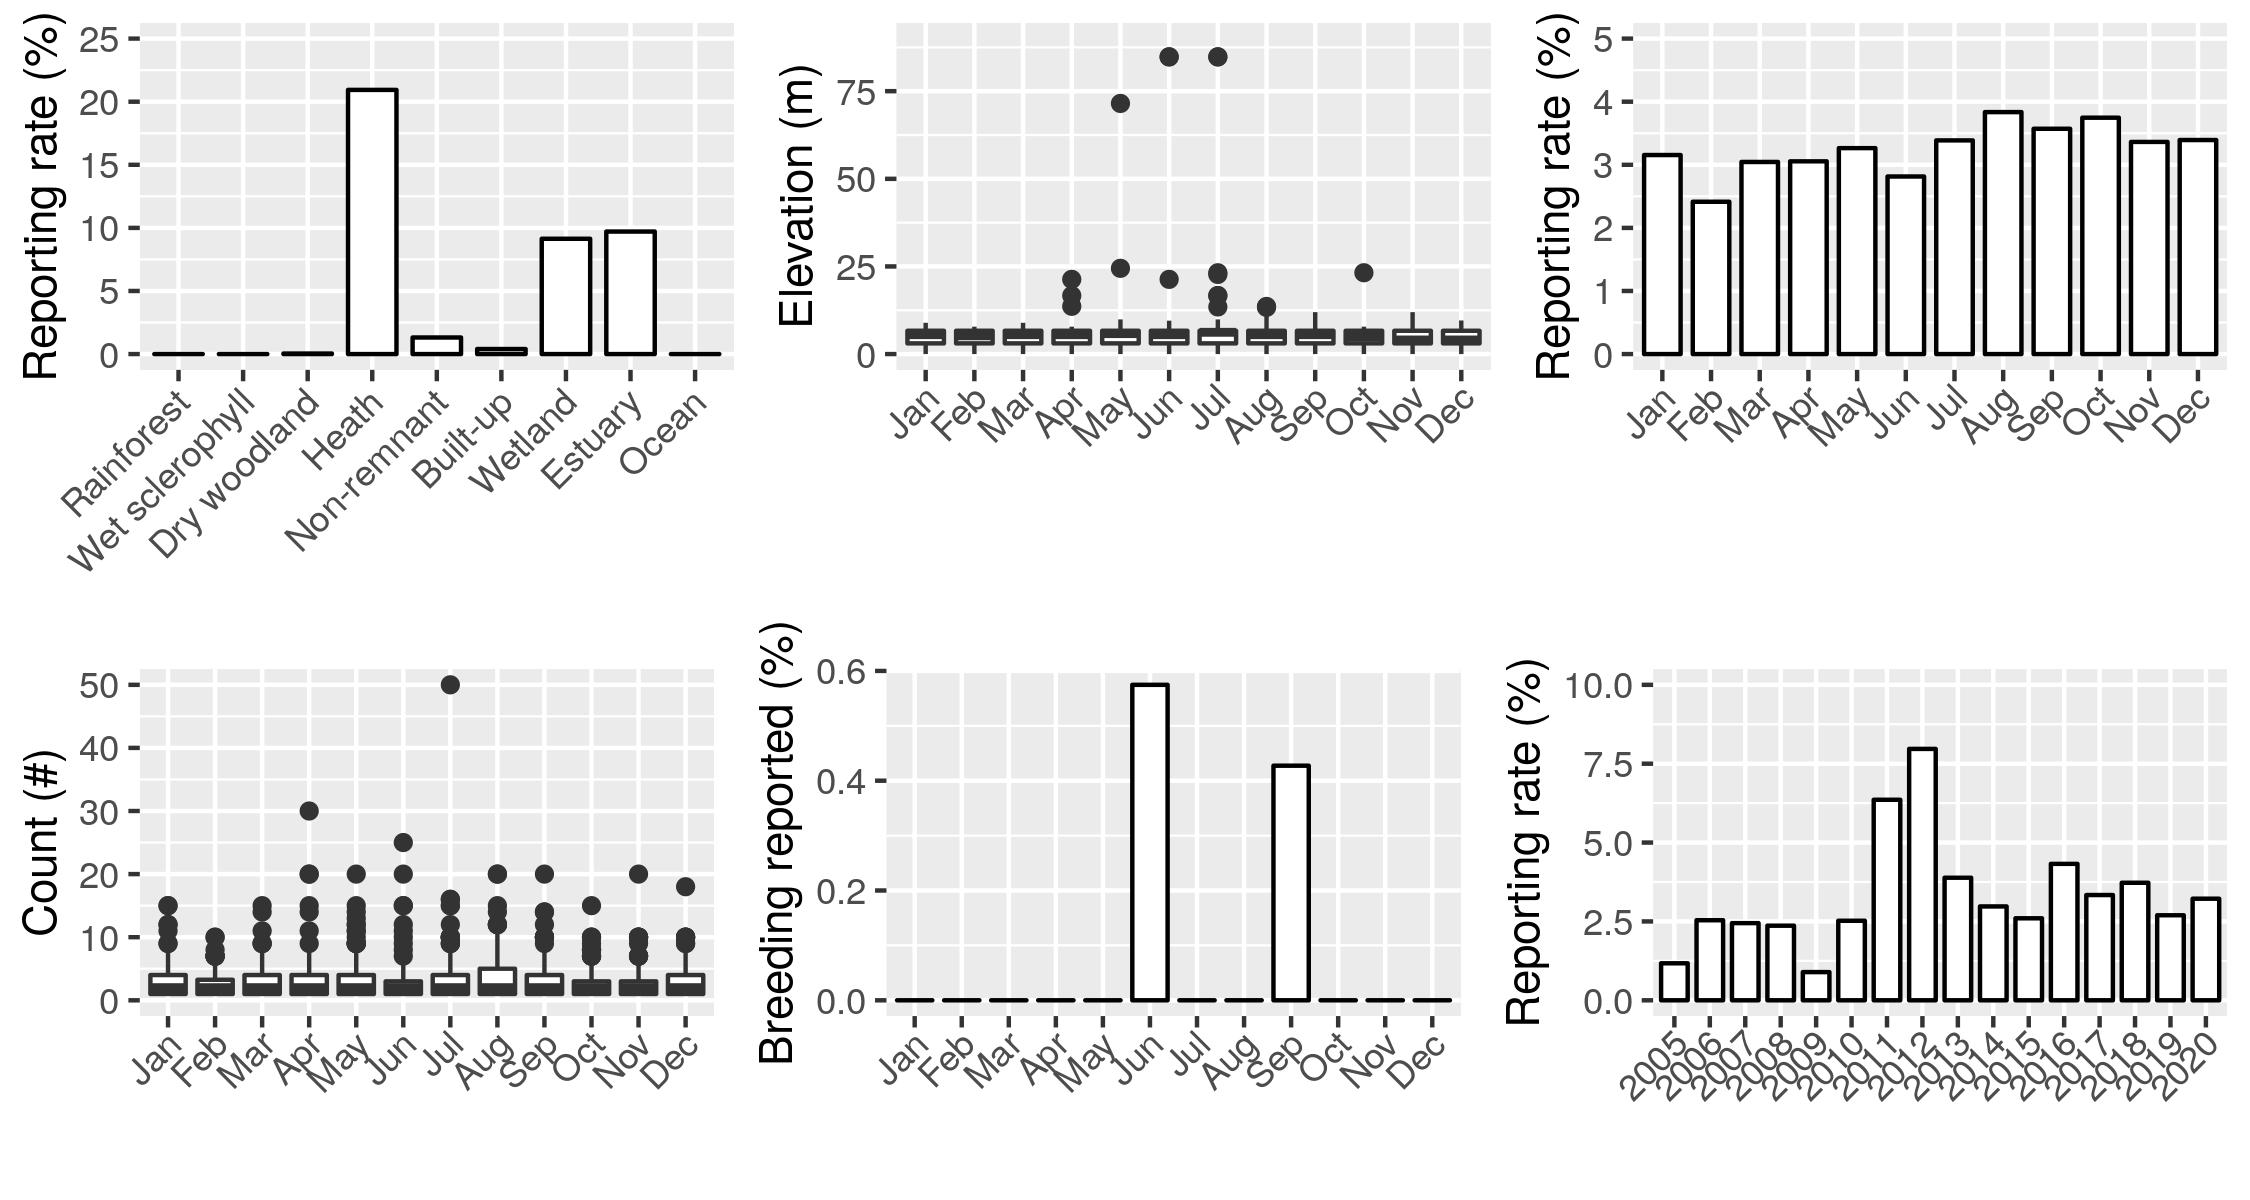 Reporting rate (%)
25
20
15
10
5
0
Rainforest
Wet sclerophyll
Dry woodland
Heath
Non-remnant
Built-up
Wetland
Estuary
Ocean
Elevation (m)
75
50
25
0
Jan
Feb
Mar
Apr
May
Jun
Jul
Aug
Sep
Oct
Nov
Dec
Reporting rate (%)
5
4
3
2
1
0
Jan
Feb
Mar
Apr
May
Jun
Jul
Aug
Sep
Oct
Nov
Dec
Count (#)
50
40
30
20
10
0
Jan
Feb
Mar
Apr
May
Jun
Jul
Aug
Sep
Oct
Nov
Dec
Breeding reported (%)
0.6
0.4
0.2
0.0
Jan
Feb
Mar
Apr
May
Jun
Jul
Aug
Sep
Oct
Nov
Dec
Reporting rate (%)
10.0
7.5
5.0
2.5
0.0
2005
2006
2007
2008
2009
2010
2011
2012
2013
2014
2015
2016
2017
2018
2019
2020